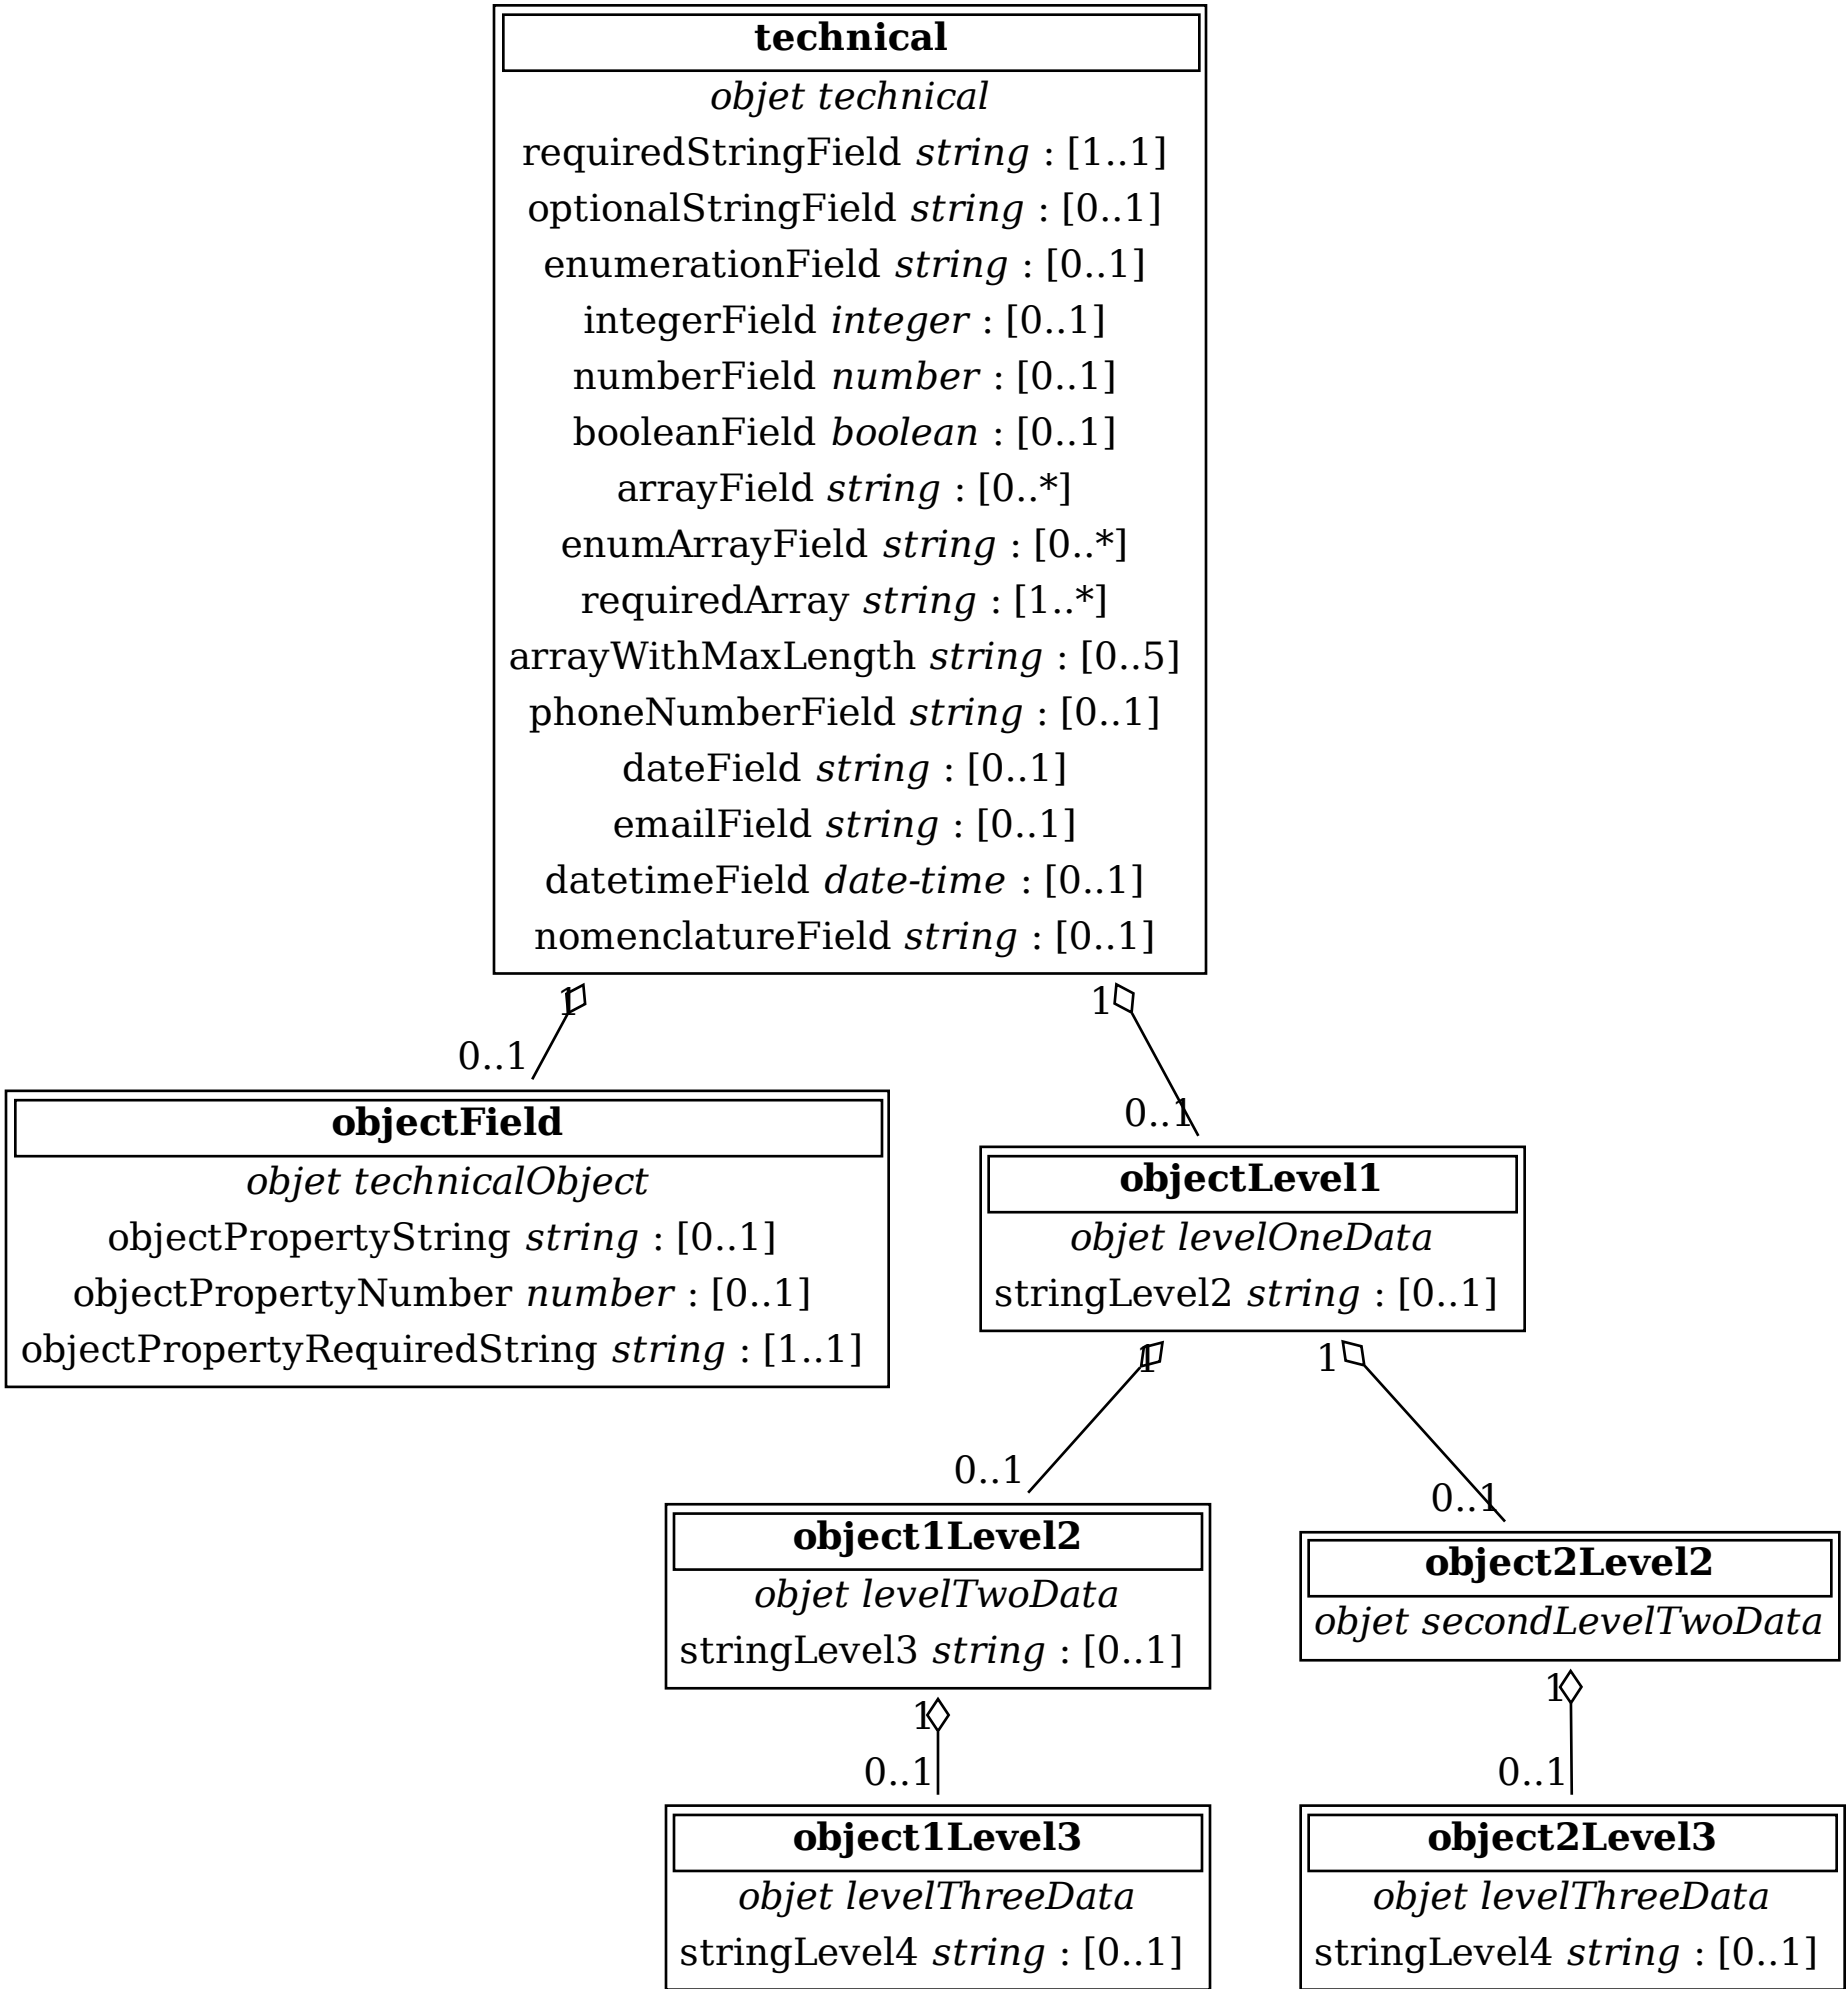 technical
objet technical
requiredStringField string : [1..1]
optionalStringField string : [0..1]
enumerationField string : [0..1]
integerField integer : [0..1]
numberField number : [0..1]
booleanField boolean : [0..1]
arrayField string : [0..*]
enumArrayField string : [0..*]
requiredArray string : [1..*]
arrayWithMaxLength string : [0..5]
phoneNumberField string : [0..1]
dateField string : [0..1]
emailField string : [0..1]
datetimeField date-time : [0..1]
nomenclatureField string : [0..1]
1
1
0..1
0..1
objectField
objet technicalObject
objectPropertyString string : [0..1]
objectPropertyNumber number : [0..1]
objectPropertyRequiredString string : [1..1]
objectLevel1
objet levelOneData
stringLevel2 string : [0..1]
1
1
0..1
0..1
object1Level2
objet levelTwoData
stringLevel3 string : [0..1]
object2Level2
objet secondLevelTwoData
1
1
0..1
0..1
object1Level3
objet levelThreeData
stringLevel4 string : [0..1]
object2Level3
objet levelThreeData
stringLevel4 string : [0..1]